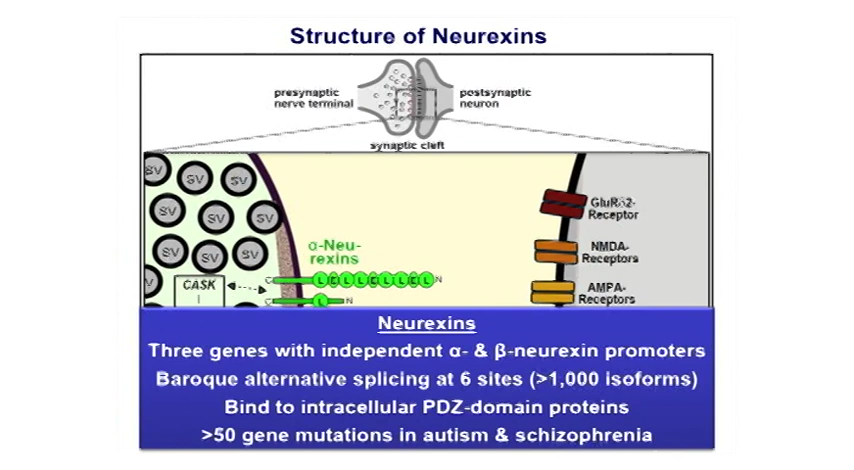 Structure of Neurexins
presynaptic
nerve terminal
postsynaptic
neuron
synaptic cleft
SV
SV
SV
SV
SV
SV
SV
SV
SV
GluRδ2-
Receptor
α-Neu-
rexins
NMDA-
Receptors
C
L E L L E L L E L
N
CASK
C
L
N
AMPA-
Receptors
Neurexins
Three genes with independent α- & β-neurexin promoters
Baroque alternative splicing at 6 sites (>1,000 isoforms)
Bind to intracellular PDZ-domain proteins
>50 gene mutations in autism & schizophrenia